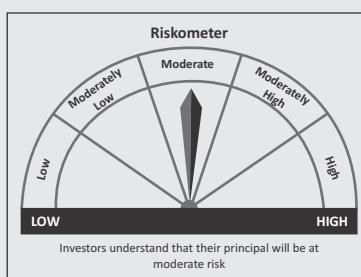 Riskometer
Moderate
Moderately
Low
Moderately
High
Low
High
LOW
HIGH
Investors understand that their principal will be at
moderate risk